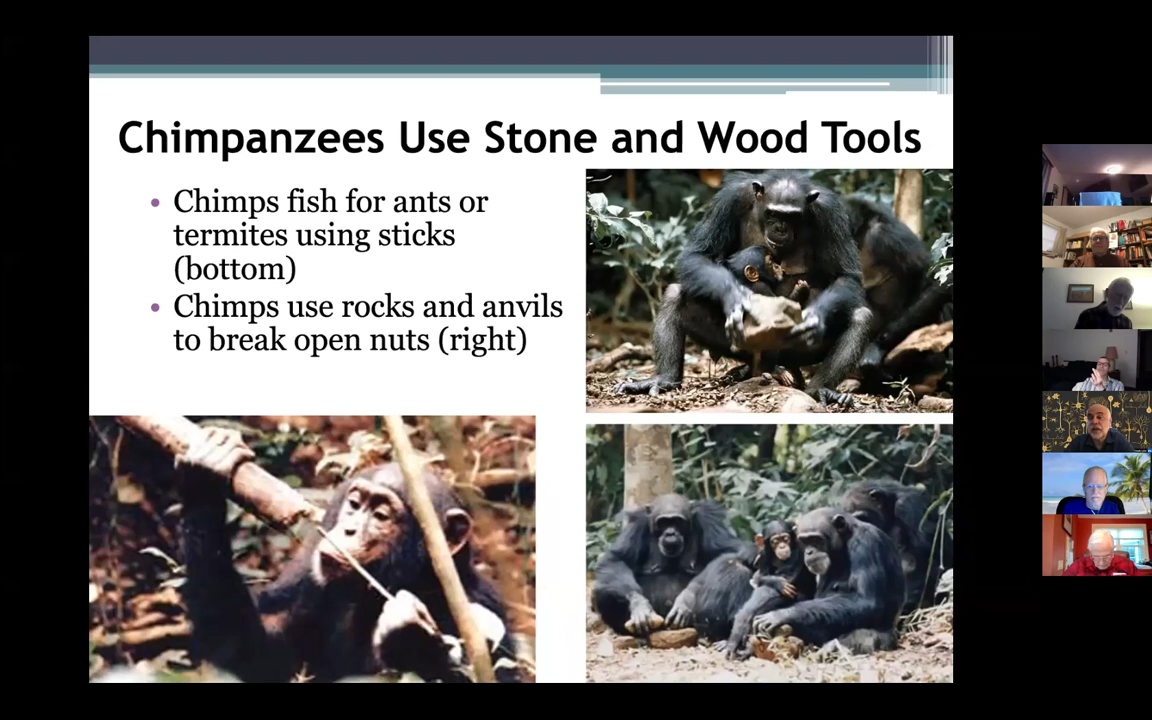 Chimpanzees Use Stone and Wood Tools
• Chimps fish for ants or
termites using sticks
(bottom)
• Chimps use rocks and anvils
to break open nuts (right)